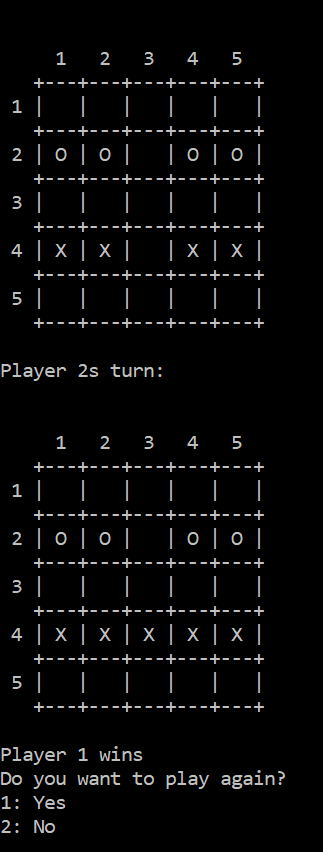 1   2   3   4   5
  +---+---+---+---+---+
1 |   |   |   |   |   |
  +---+---+---+---+---+
2 | O | O |   | O | O |
  +---+---+---+---+---+
3 |   |   |   |   |   |
  +---+---+---+---+---+
4 | X | X |   | X | X |
  +---+---+---+---+---+
5 |   |   |   |   |   |
  +---+---+---+---+---+
Player 2s turn:
    1   2   3   4   5
  +---+---+---+---+---+
1 |   |   |   |   |   |
  +---+---+---+---+---+
2 | O | O |   | O | O |
  +---+---+---+---+---+
3 |   |   |   |   |   |
  +---+---+---+---+---+
4 | X | X | X | X | X |
  +---+---+---+---+---+
5 |   |   |   |   |   |
  +---+---+---+---+---+
Player 1 wins
Do you want to play again?
1: Yes
2: No